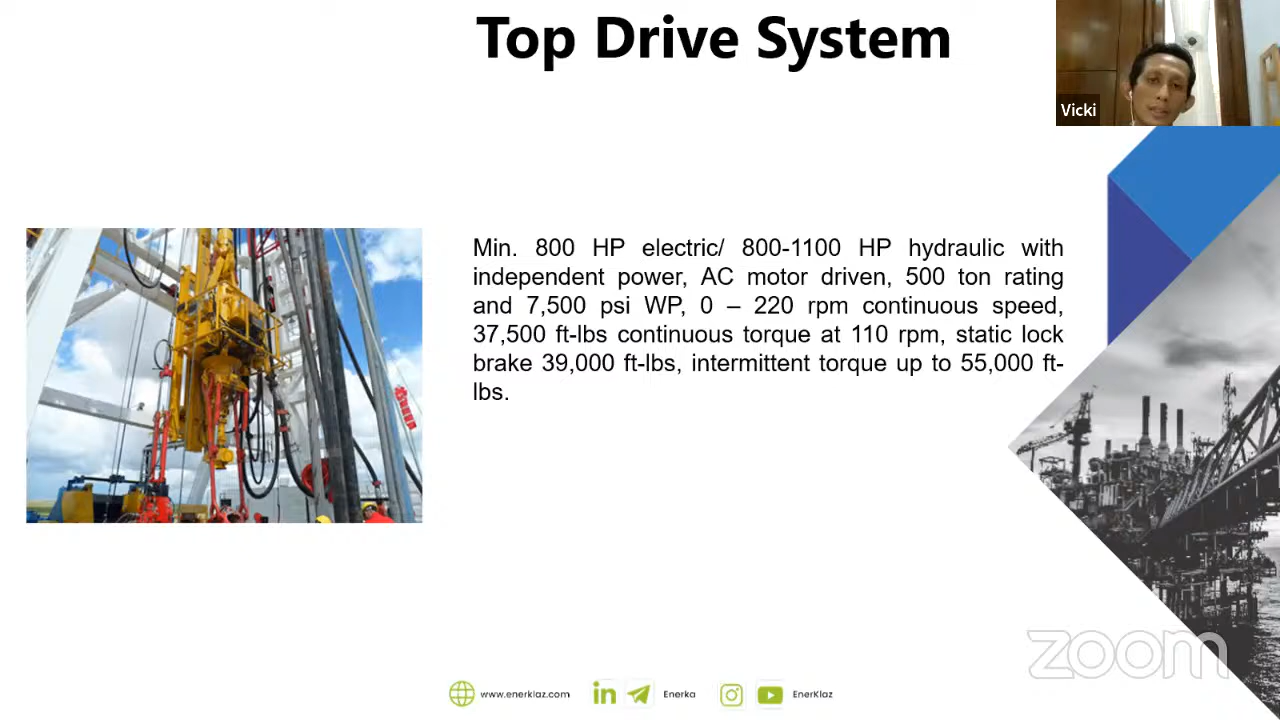 Top Drive System
Vicki
Min. 800 HP electric/ 800-1100 HP hydraulic with
independent power, AC motor driven, 500 ton rating
and 7,500 psi WP, 0 – 220 rpm continuous speed,
37,500 ft-lbs continuous torque at 110 rpm, static lock
brake 39,000 ft-lbs, intermittent torque up to 55,000 ft-
lbs.
zoom
www.enerklaz.com
in
Enerka
EnerKlaz